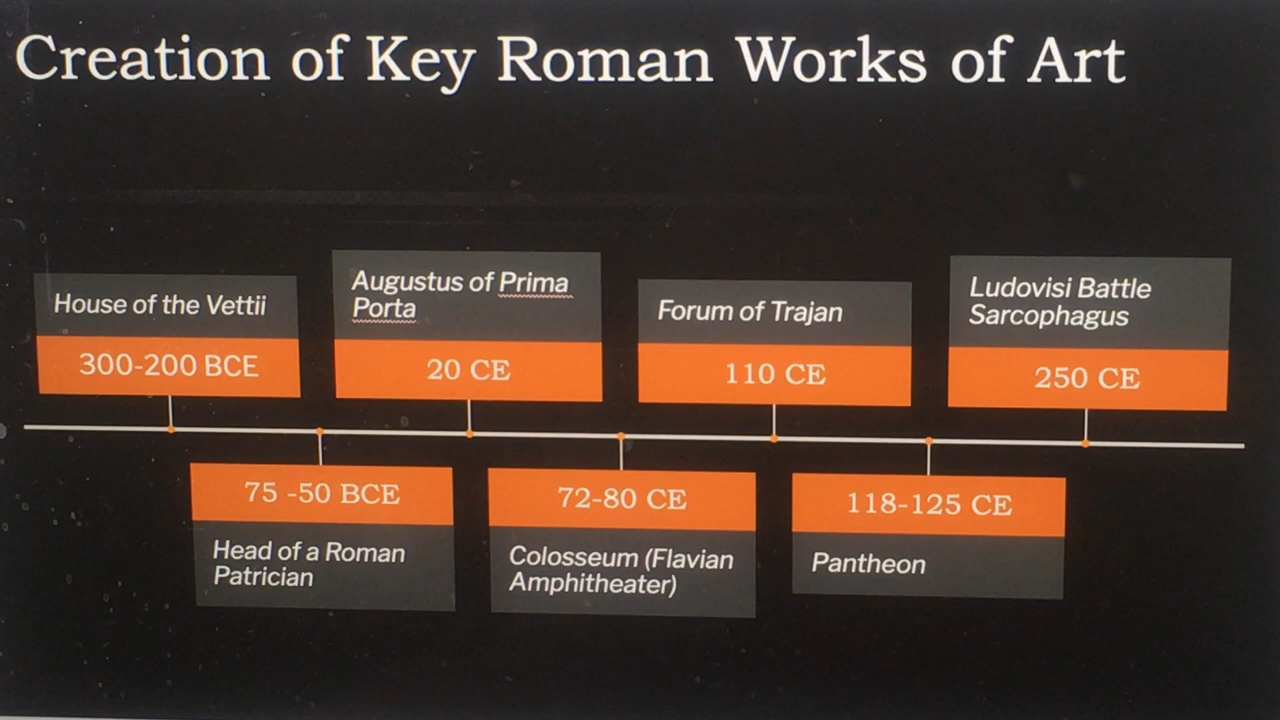 Creation of Key Roman Works of Art
House of the Vettii
300-200 BCE
75 -50 BCE
Head of a Roman
Patrician
Augustus of Prima
Porta
20 CE
72-80 CE
Colosseum (Flavian
Amphitheater)
Forum of Trajan
110 CE
118-125 CE
Pantheon
Ludovisi Battle
Sarcophagus
250 CE